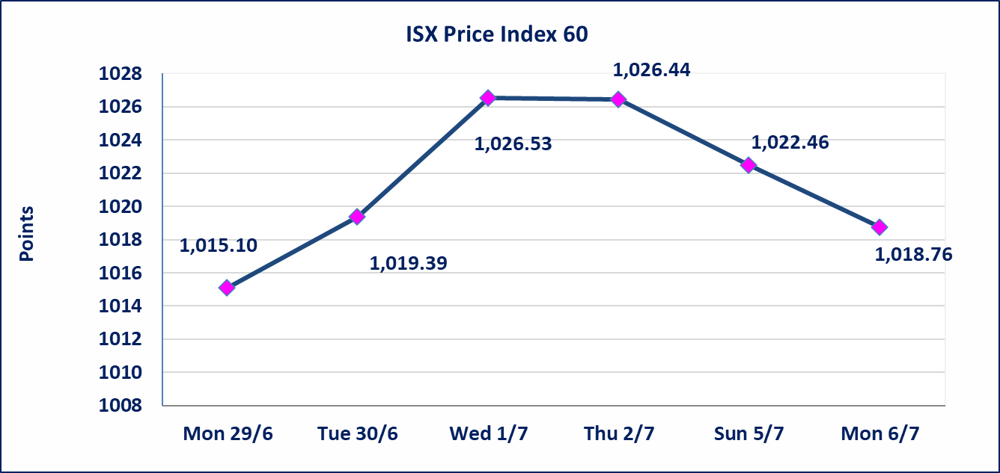 ISX Price Index 60
Points
1028
1026
1024
1022
1020
1018
1016
1014
1012
1010
1008
1,015.10
1,019.39
1,026.53
1,026.44
1,022.46
1,018.76
Mon 29/6
Tue 30/6
Wed 1/7
Thu 2/7
Sun 5/7
Mon 6/7